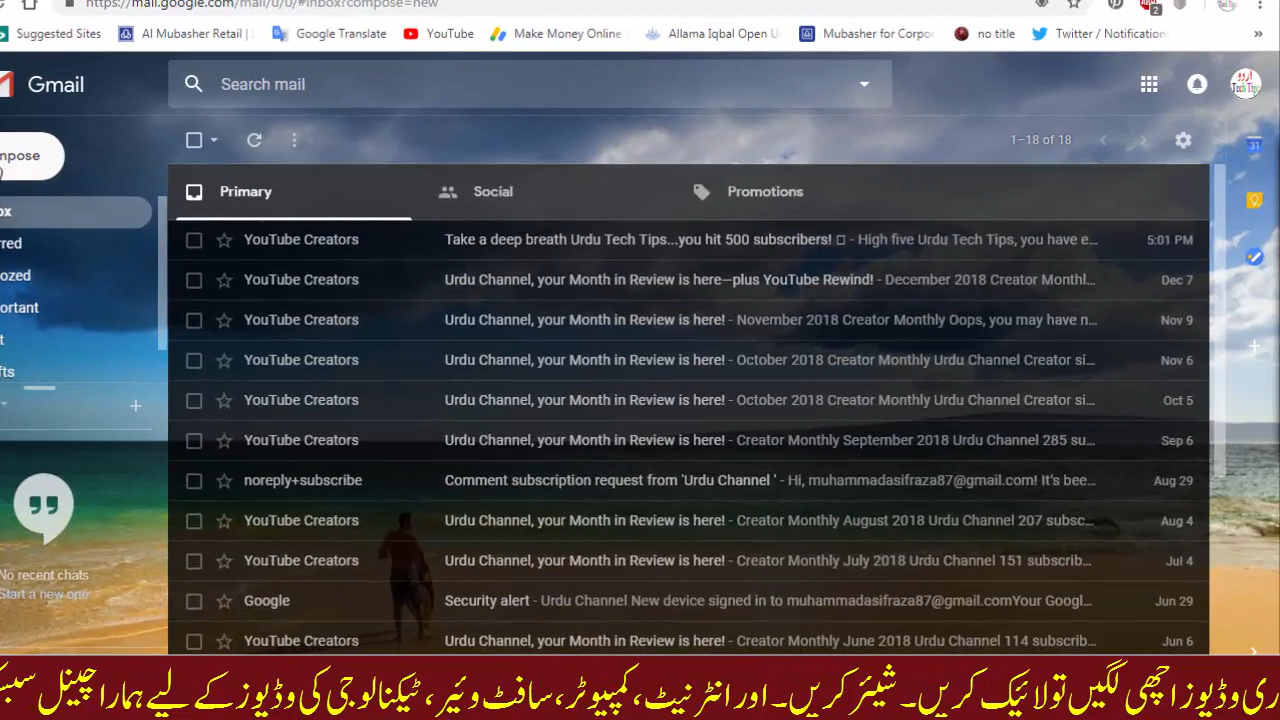 https://mail.google.com/mail/u/0/#inbox?compose=new
Suggested Sites Al Mubasher Retail | Google Translate YouTube Make Money Online Allama Iqbal Open U Mubasher for Corpo no title Twitter / Notification »
Gmail Search mail اردو Tech Tips
mpose 1–18 of 18 31
Primary Social Promotions
ox
YouTube Creators Take a deep breath Urdu Tech Tips...you hit 500 subscribers! - High five Urdu Tech Tips, you have e... 5:01 PM
rred
ozed YouTube Creators Urdu Channel, your Month in Review is here—plus YouTube Rewind! - December 2018 Creator Monthl... Dec 7
ortant YouTube Creators Urdu Channel, your Month in Review is here! - November 2018 Creator Monthly Oops, you may have n... Nov 9
t
YouTube Creators Urdu Channel, your Month in Review is here! - October 2018 Creator Monthly Urdu Channel Creator si... Nov 6
fts
YouTube Creators Urdu Channel, your Month in Review is here! - October 2018 Creator Monthly Urdu Channel Creator si... Oct 5
YouTube Creators Urdu Channel, your Month in Review is here! - Creator Monthly September 2018 Urdu Channel 285 su... Sep 6
noreply+subscribe Comment subscription request from 'Urdu Channel ' - Hi, muhammadasifraza87@gmail.com! It's bee... Aug 29
YouTube Creators Urdu Channel, your Month in Review is here! - Creator Monthly August 2018 Urdu Channel 207 subsc... Aug 4
YouTube Creators Urdu Channel, your Month in Review is here! - Creator Monthly July 2018 Urdu Channel 151 subscrib... Jul 4
No recent chats
Start a new one
Google Security alert - Urdu Channel New device signed in to muhammadasifraza87@gmail.comYour Googl... Jun 29
YouTube Creators Urdu Channel, your Month in Review is here! - Creator Monthly June 2018 Urdu Channel 114 subscrib... Jun 6
ری وڈیوز اچھی لگیں تو لائیک کریں۔ شیئر کریں۔ اور انٹرنیٹ، کمپیوٹر، سافٹ وئیر، ٹیکنالوجی کی وڈیوز کے لیے ہمارا چینل سبسک